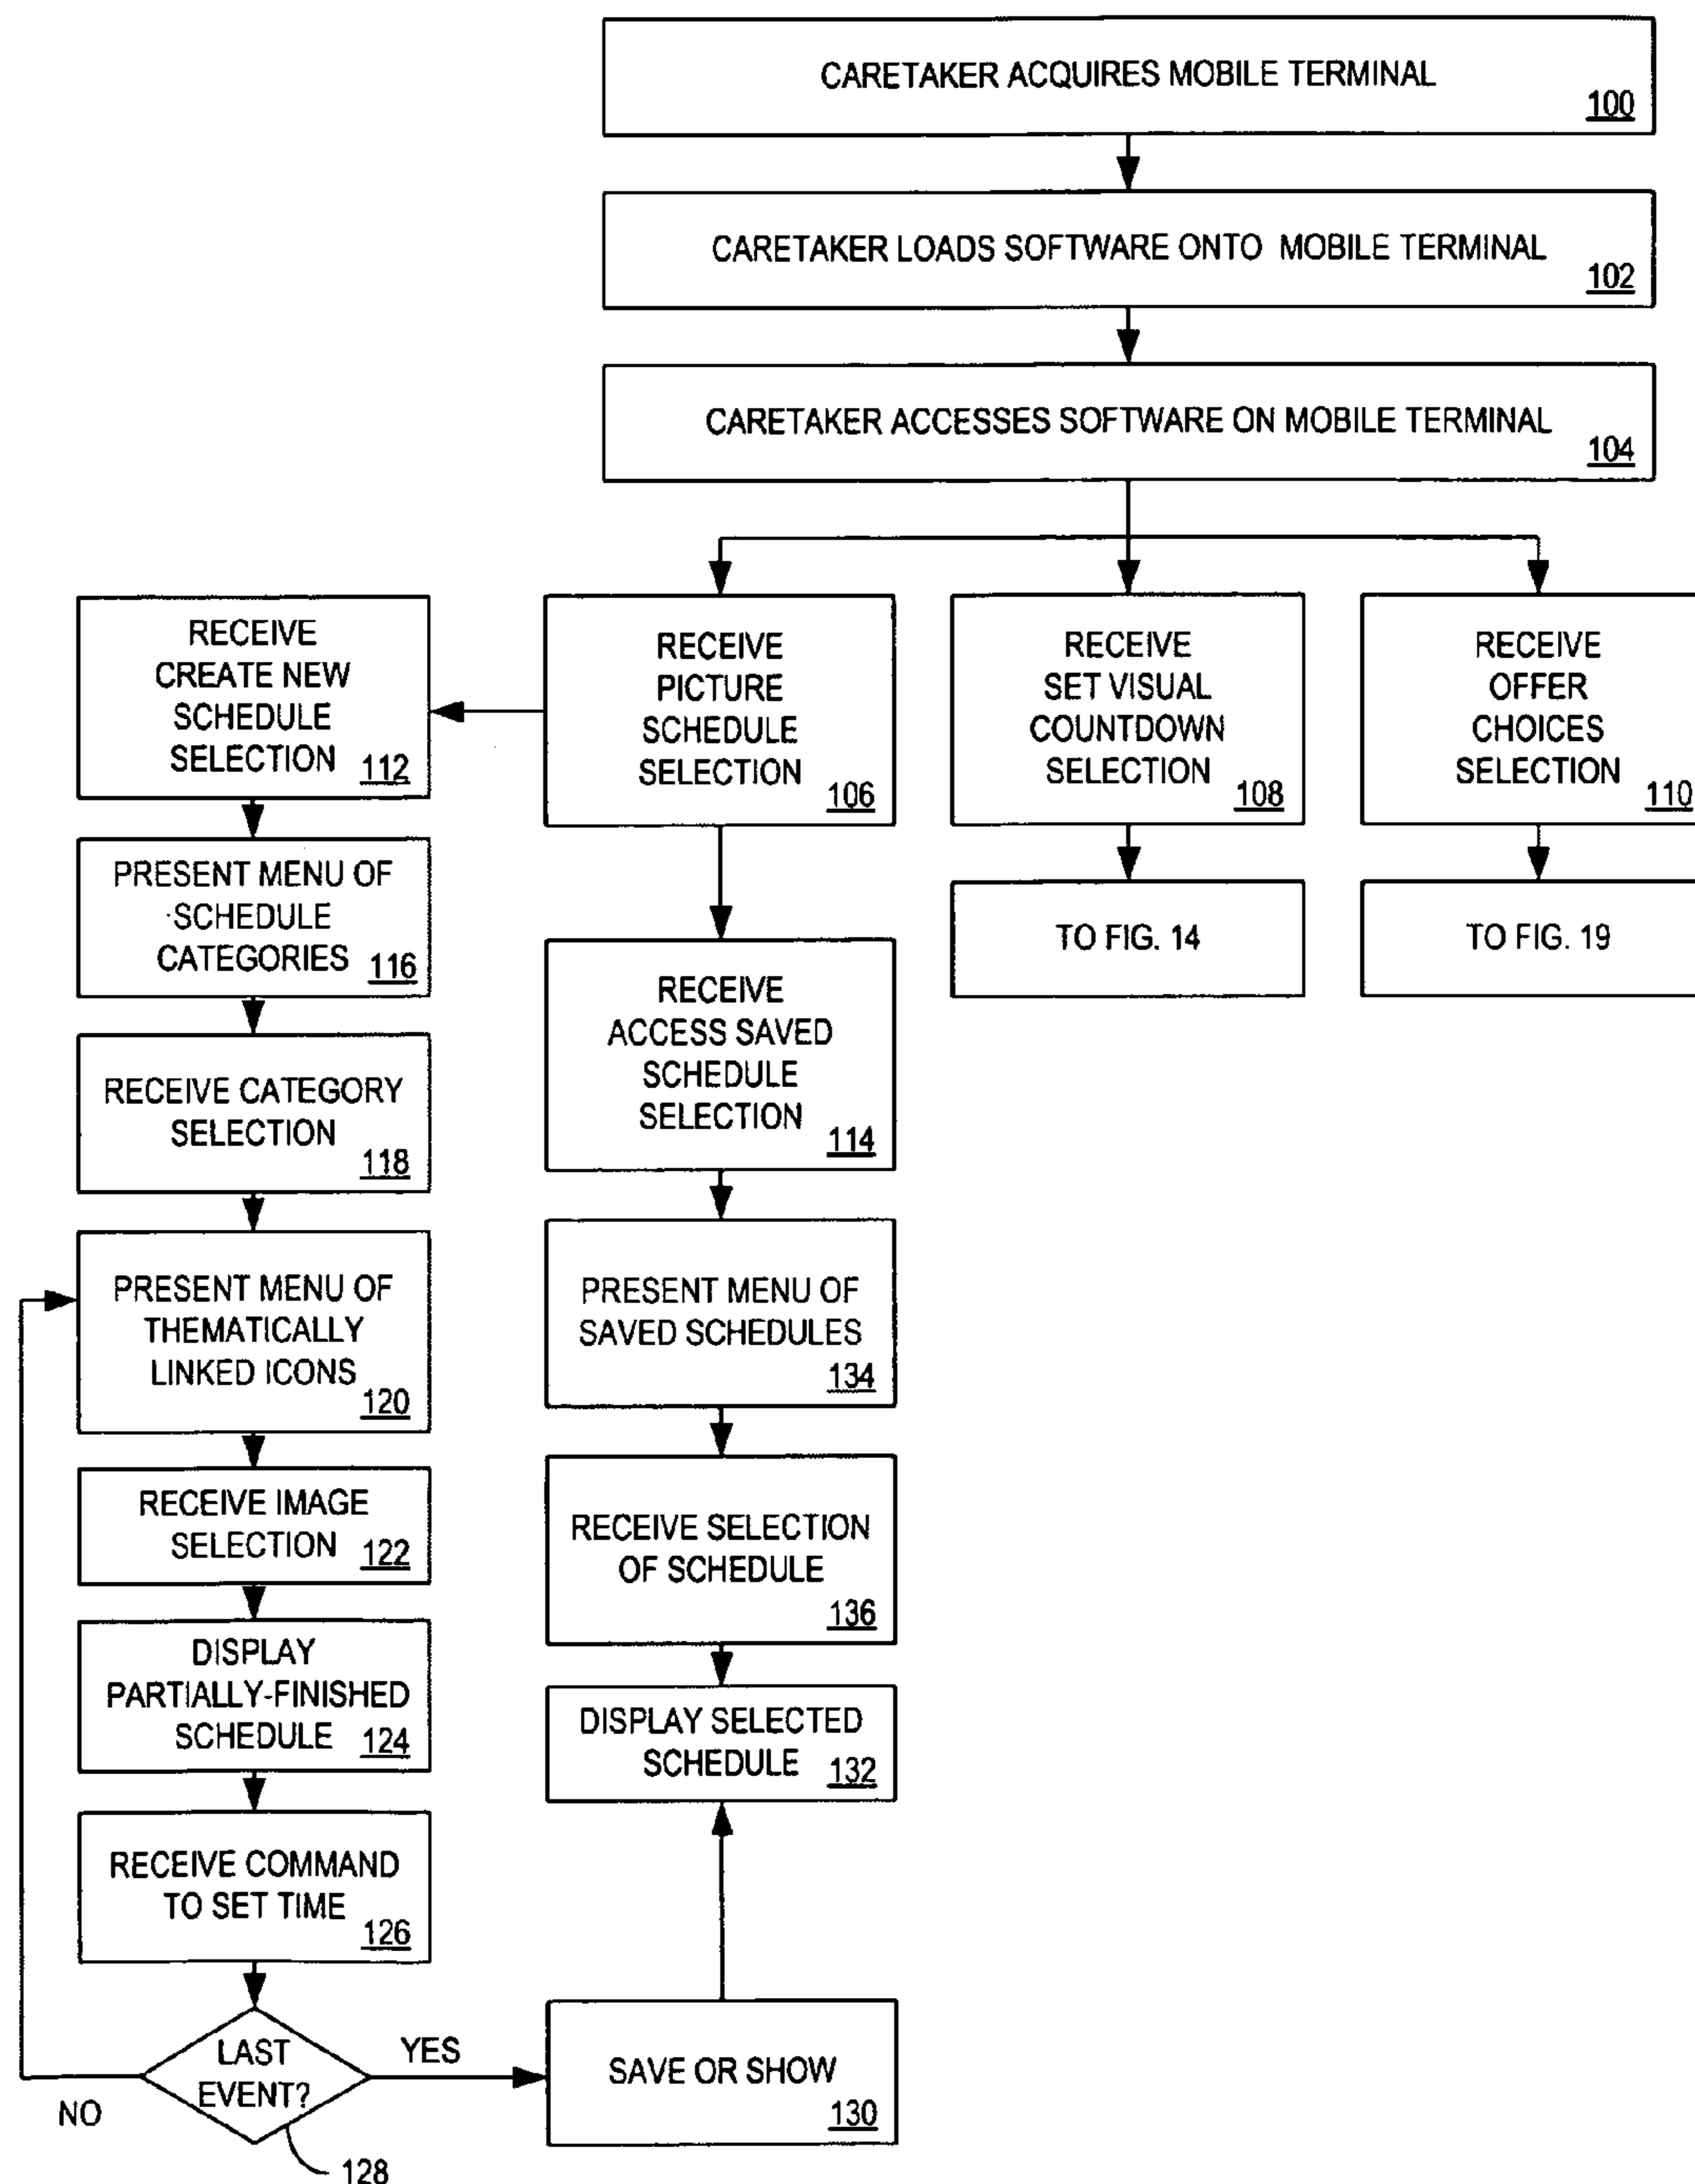 CARETAKER ACQUIRES MOBILE TERMINAL
100
CARETAKER LOADS SOFTWARE ONTO MOBILE TERMINAL
102
CARETAKER ACCESSES SOFTWARE ON MOBILE TERMINAL
104
RECEIVE
CREATE NEW
SCHEDULE
SELECTION 112
RECEIVE
PICTURE
SCHEDULE
SELECTION
106
RECEIVE
SET VISUAL
COUNTDOWN
SELECTION
108
RECEIVE
OFFER
CHOICES
SELECTION
110
TO FIG. 14
TO FIG. 19
PRESENT MENU OF
SCHEDULE
CATEGORIES 116
RECEIVE CATEGORY
SELECTION
118
PRESENT MENU OF
THEMATICALLY
LINKED ICONS
120
RECEIVE IMAGE
SELECTION 122
DISPLAY
PARTIALLY-FINISHED
SCHEDULE 124
RECEIVE COMMAND
TO SET TIME
126
LAST
EVENT?
128
NO
YES
RECEIVE
ACCESS SAVED
SCHEDULE
SELECTION
114
PRESENT MENU OF
SAVED SCHEDULES
134
RECEIVE SELECTION
OF SCHEDULE
136
DISPLAY SELECTED
SCHEDULE 132
SAVE OR SHOW
130